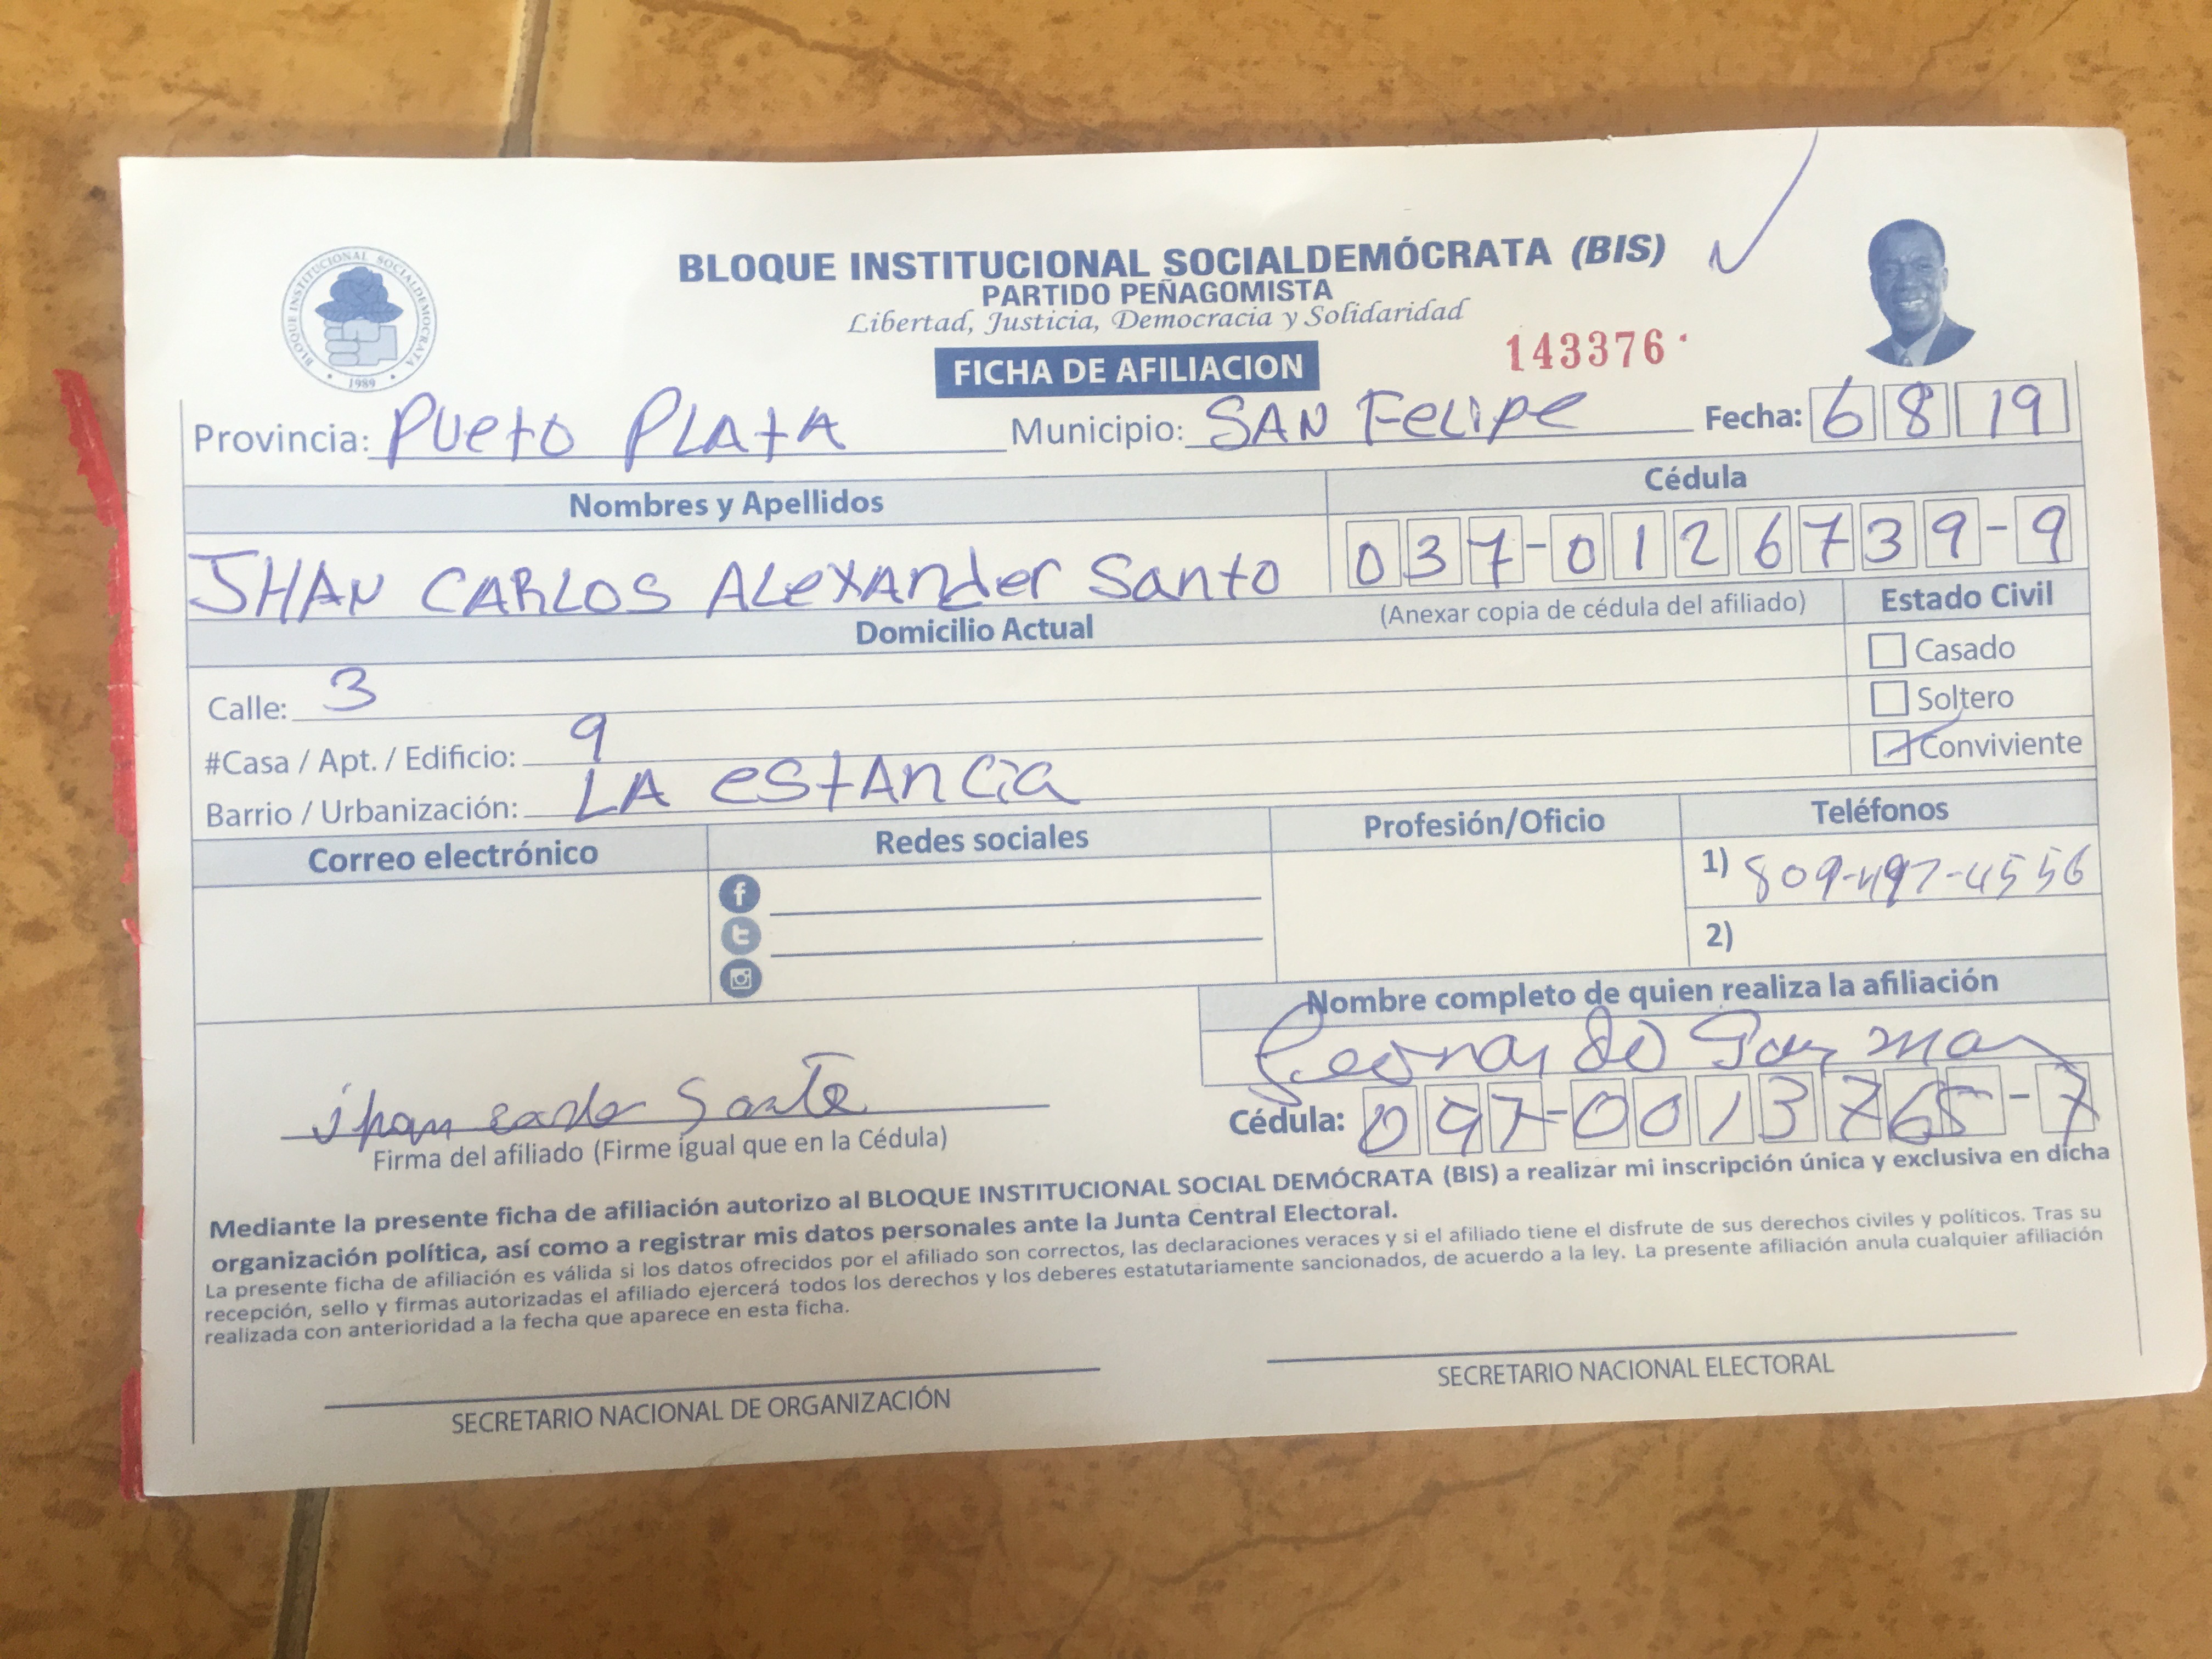 BLOQUE INSTITUCIONAL SOCIALDEMÓCRATA
1989
BLOQUE INSTITUCIONAL SOCIALDEMÓCRATA (BIS)
PARTIDO PEÑAGOMISTA
Libertad, Justicia, Democracia y Solidaridad
FICHA DE AFILIACION
143376
Provincia: Pueto PLAtA Municipio: SAN FeLipe Fecha: 6 8 19
Nombres y Apellidos Cédula
JHAN CARLOS ALexAnder Santo 037-0126739-9
(Anexar copia de cédula del afiliado)
Domicilio Actual Estado Civil
Casado
Calle: 3 Soltero
#Casa / Apt. / Edificio: 9 Conviviente
Barrio / Urbanización: LA estAncia
Correo electrónico Redes sociales Profesión/Oficio Teléfonos
1) 809-497-4556
2)
Nombre completo de quien realiza la afiliación
Leonardo
Firma del afiliado (Firme igual que en la Cédula) Cédula: 097-0013765-7
Mediante la presente ficha de afiliación autorizo al BLOQUE INSTITUCIONAL SOCIAL DEMÓCRATA (BIS) a realizar mi inscripción única y exclusiva en dicha
organización política, así como a registrar mis datos personales ante la Junta Central Electoral.
La presente ficha de afiliación es válida si los datos ofrecidos por el afiliado son correctos, las declaraciones veraces y si el afiliado tiene el disfrute de sus derechos civiles y políticos. Tras su
recepción, sello y firmas autorizadas el afiliado ejercerá todos los derechos y los deberes estatutariamente sancionados, de acuerdo a la ley. La presente afiliación anula cualquier afiliación
realizada con anterioridad a la fecha que aparece en esta ficha.
SECRETARIO NACIONAL DE ORGANIZACIÓN SECRETARIO NACIONAL ELECTORAL